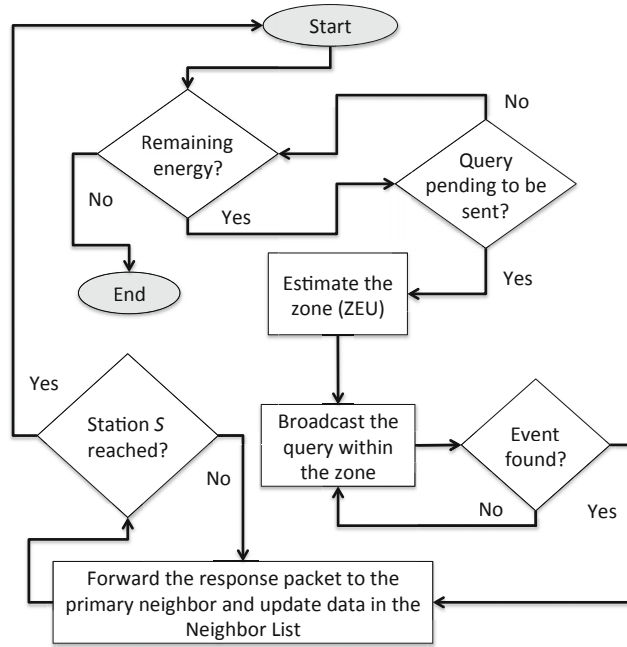 Start
No
Remaining
energy?
Query
pending to be
sent?
No
Yes
Yes
Estimate the
zone (ZEU)
End
Yes
Station S
reached?
Broadcast the
query within
the zone
Event
found?
No
No
Yes
Forward the response packet to the
primary neighbor and update data in the
Neighbor List